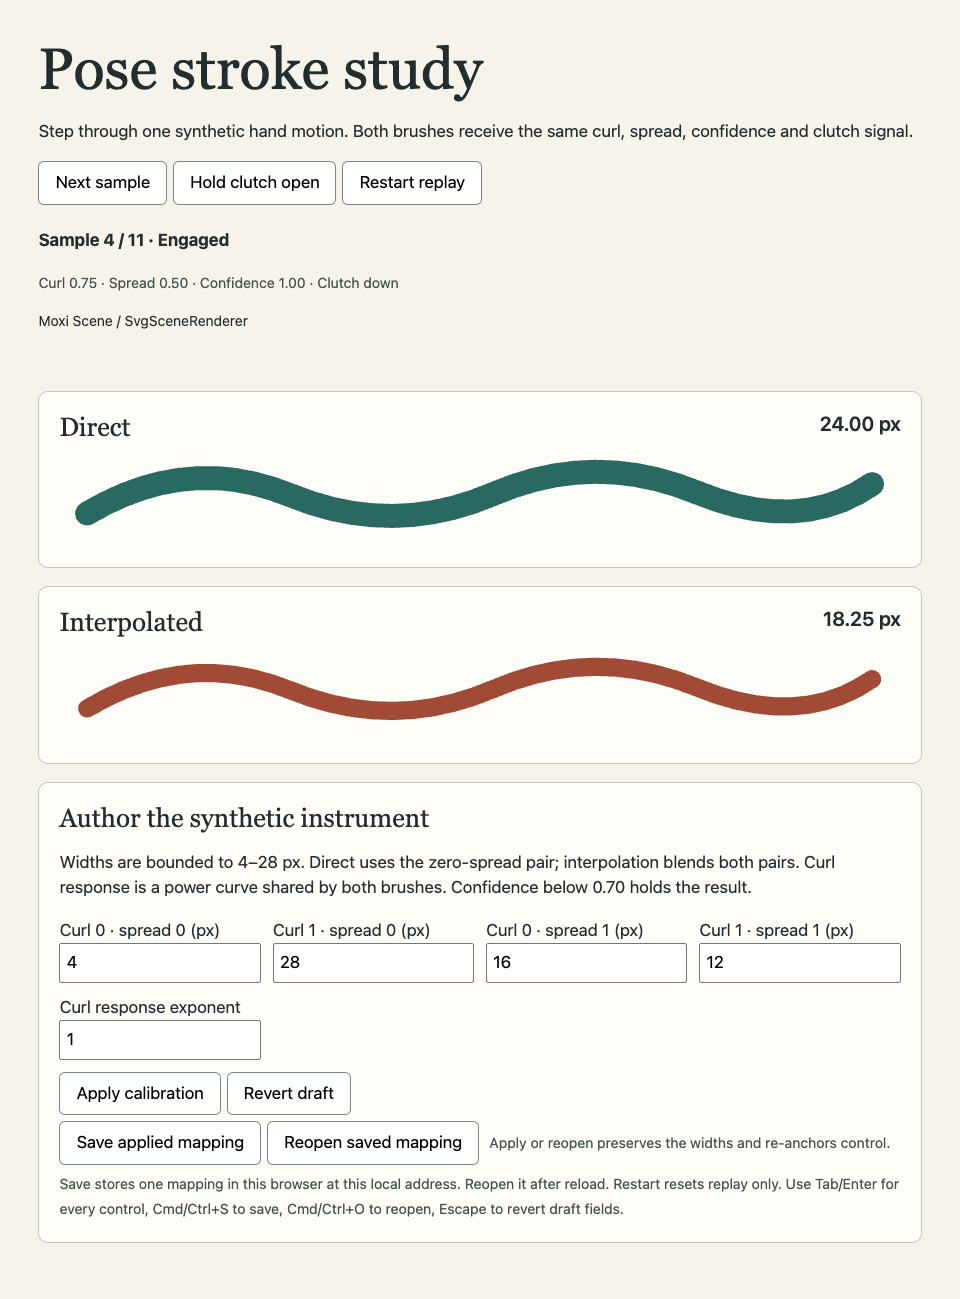 Pose stroke study
Step through one synthetic hand motion. Both brushes receive the same curl, spread, confidence and clutch signal.
Next sample
Hold clutch open
Restart replay
Sample 4 / 11 · Engaged
Curl 0.75 · Spread 0.50 · Confidence 1.00 · Clutch down
Moxi Scene / SvgSceneRenderer
Direct
24.00 px
Interpolated
18.25 px
Author the synthetic instrument
Widths are bounded to 4–28 px. Direct uses the zero-spread pair; interpolation blends both pairs. Curl
response is a power curve shared by both brushes. Confidence below 0.70 holds the result.
Curl 0 · spread 0 (px)
4
Curl 1 · spread 0 (px)
28
Curl 0 · spread 1 (px)
16
Curl 1 · spread 1 (px)
12
Curl response exponent
1
Apply calibration
Revert draft
Save applied mapping
Reopen saved mapping
Apply or reopen preserves the widths and re-anchors control.
Save stores one mapping in this browser at this local address. Reopen it after reload. Restart resets replay only. Use Tab/Enter for
every control, Cmd/Ctrl+S to save, Cmd/Ctrl+O to reopen, Escape to revert draft fields.